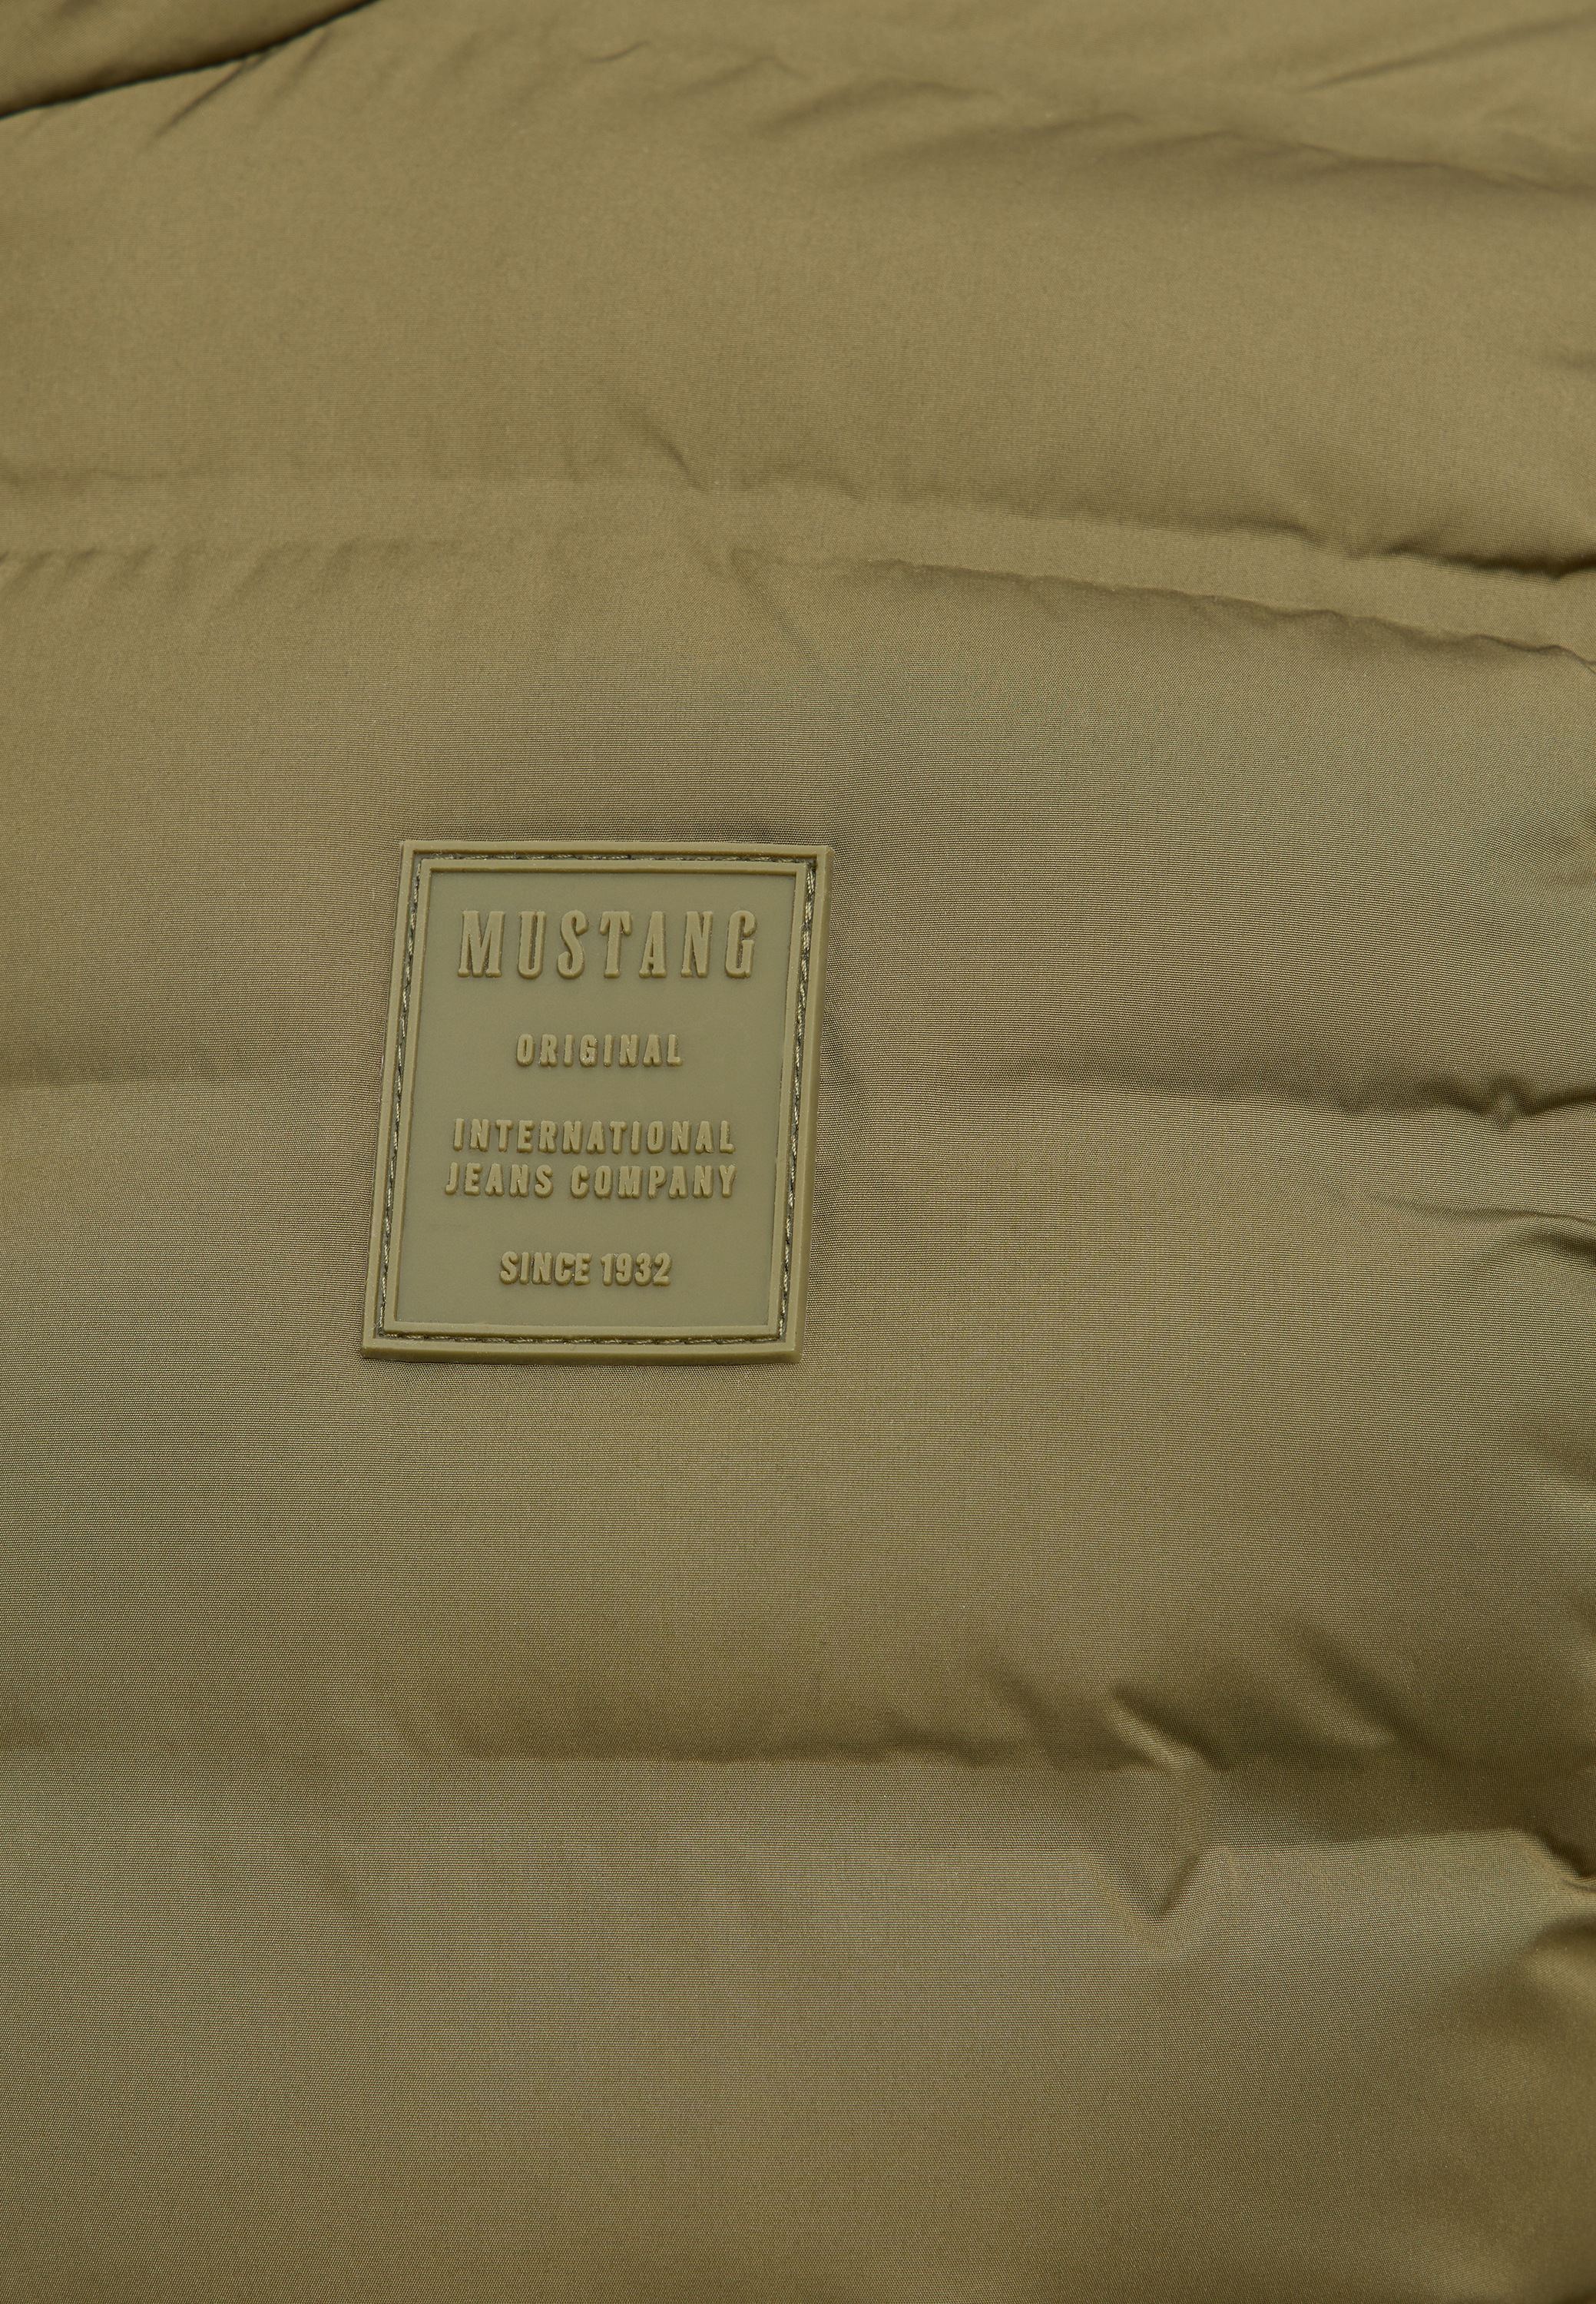 MUSTANG
ORIGINAL
INTERNATIONAL
JEANS COMPANY
SINCE 1932